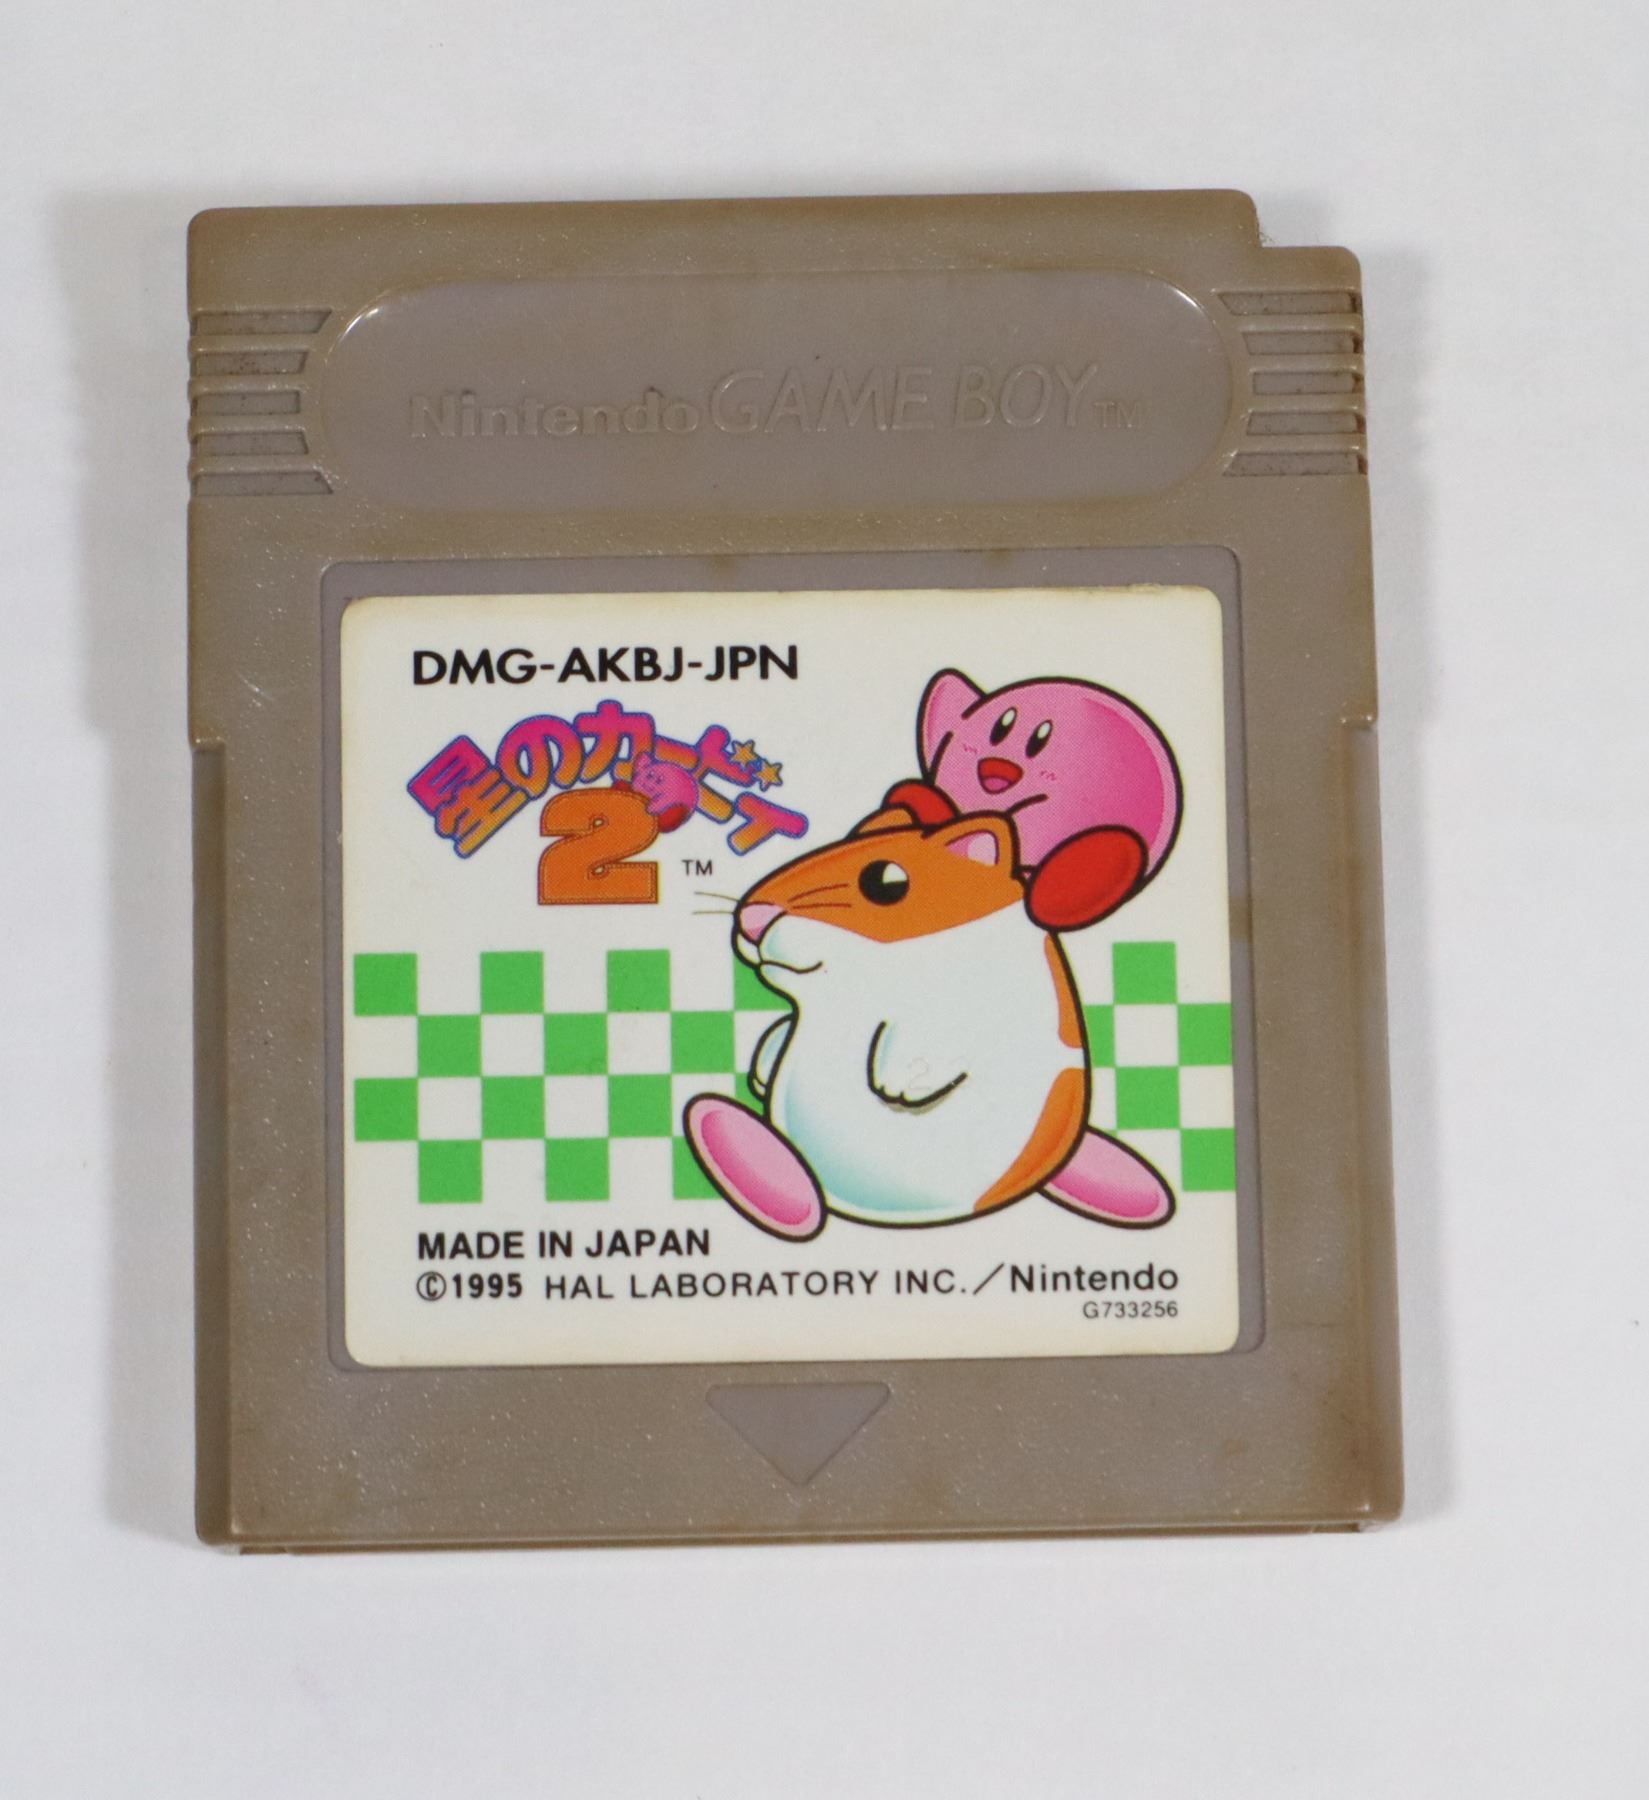 Nintendo GAME BOY TM
DMG-AKBJ-JPN
星のカービィ
2 TM
MADE IN JAPAN
©1995 HAL LABORATORY INC./Nintendo
G733256